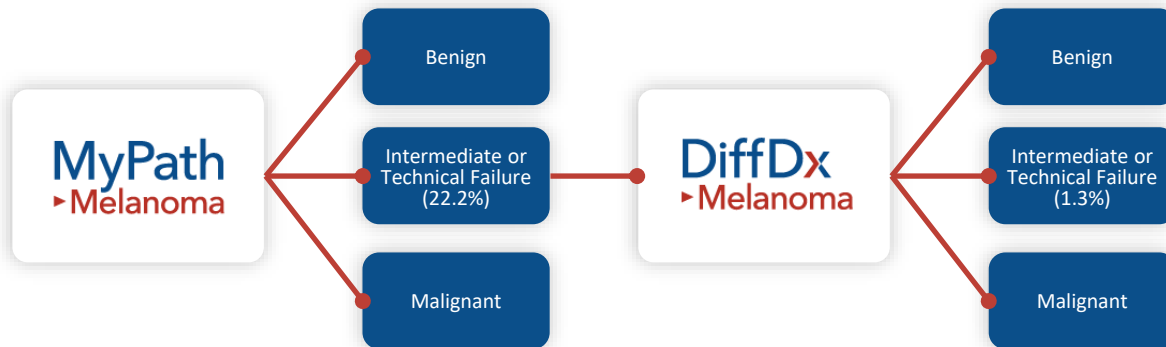 MyPath
Melanoma
Benign
Intermediate or
Technical Failure
(22.2%)
Malignant
DiffDx
Melanoma
Benign
Intermediate or
Technical Failure
(1.3%)
Malignant